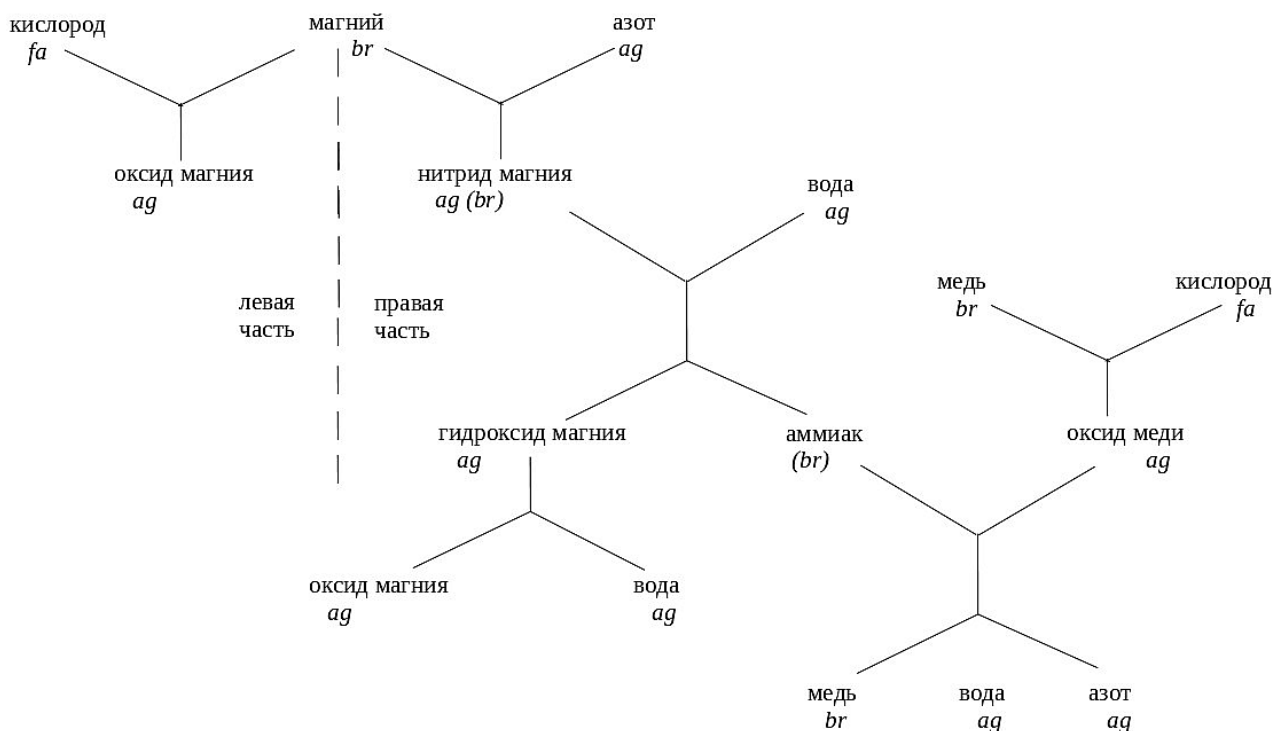 кислород
fa
магний
br
азот
ag
оксид магния
ag
нитрид магния
ag (br)
вода
ag
левая
часть
правая
часть
медь
br
кислород
fa
гидроксид магния
ag
аммиак
(br)
оксид меди
ag
оксид магния
ag
вода
ag
медь
br
вода
ag
азот
ag